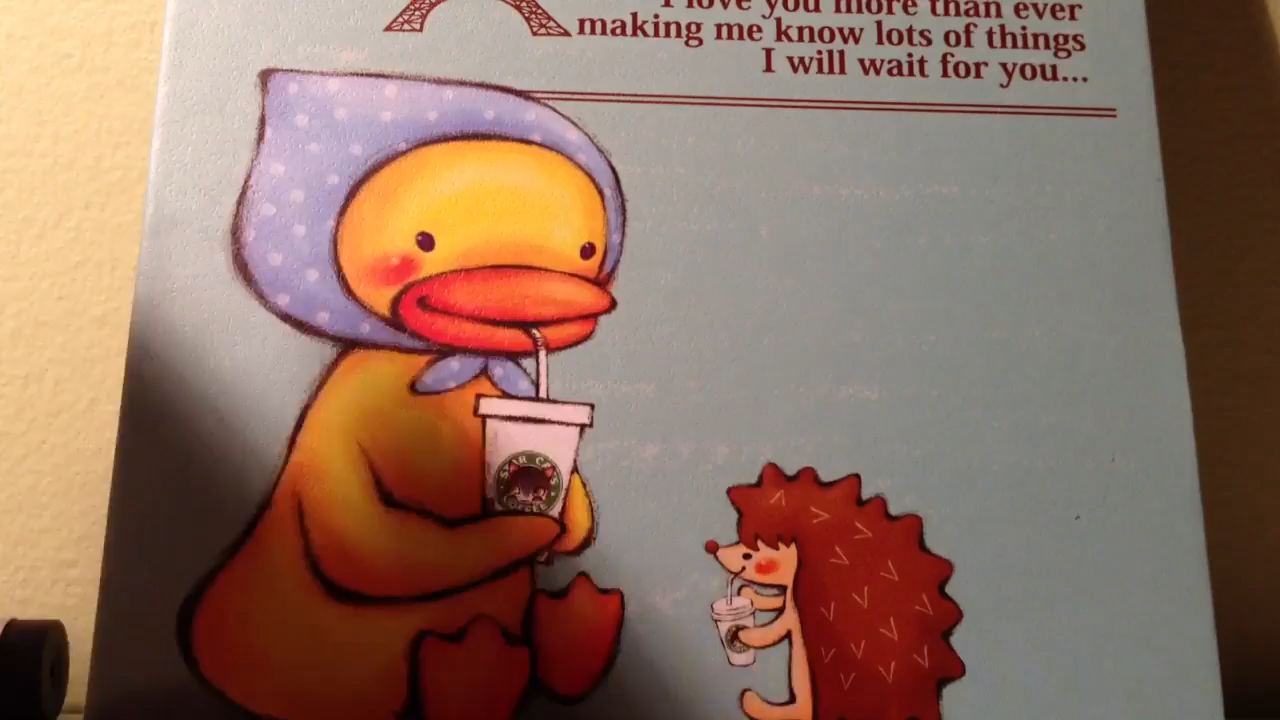 I love you more than ever
making me know lots of things
I will wait for you...